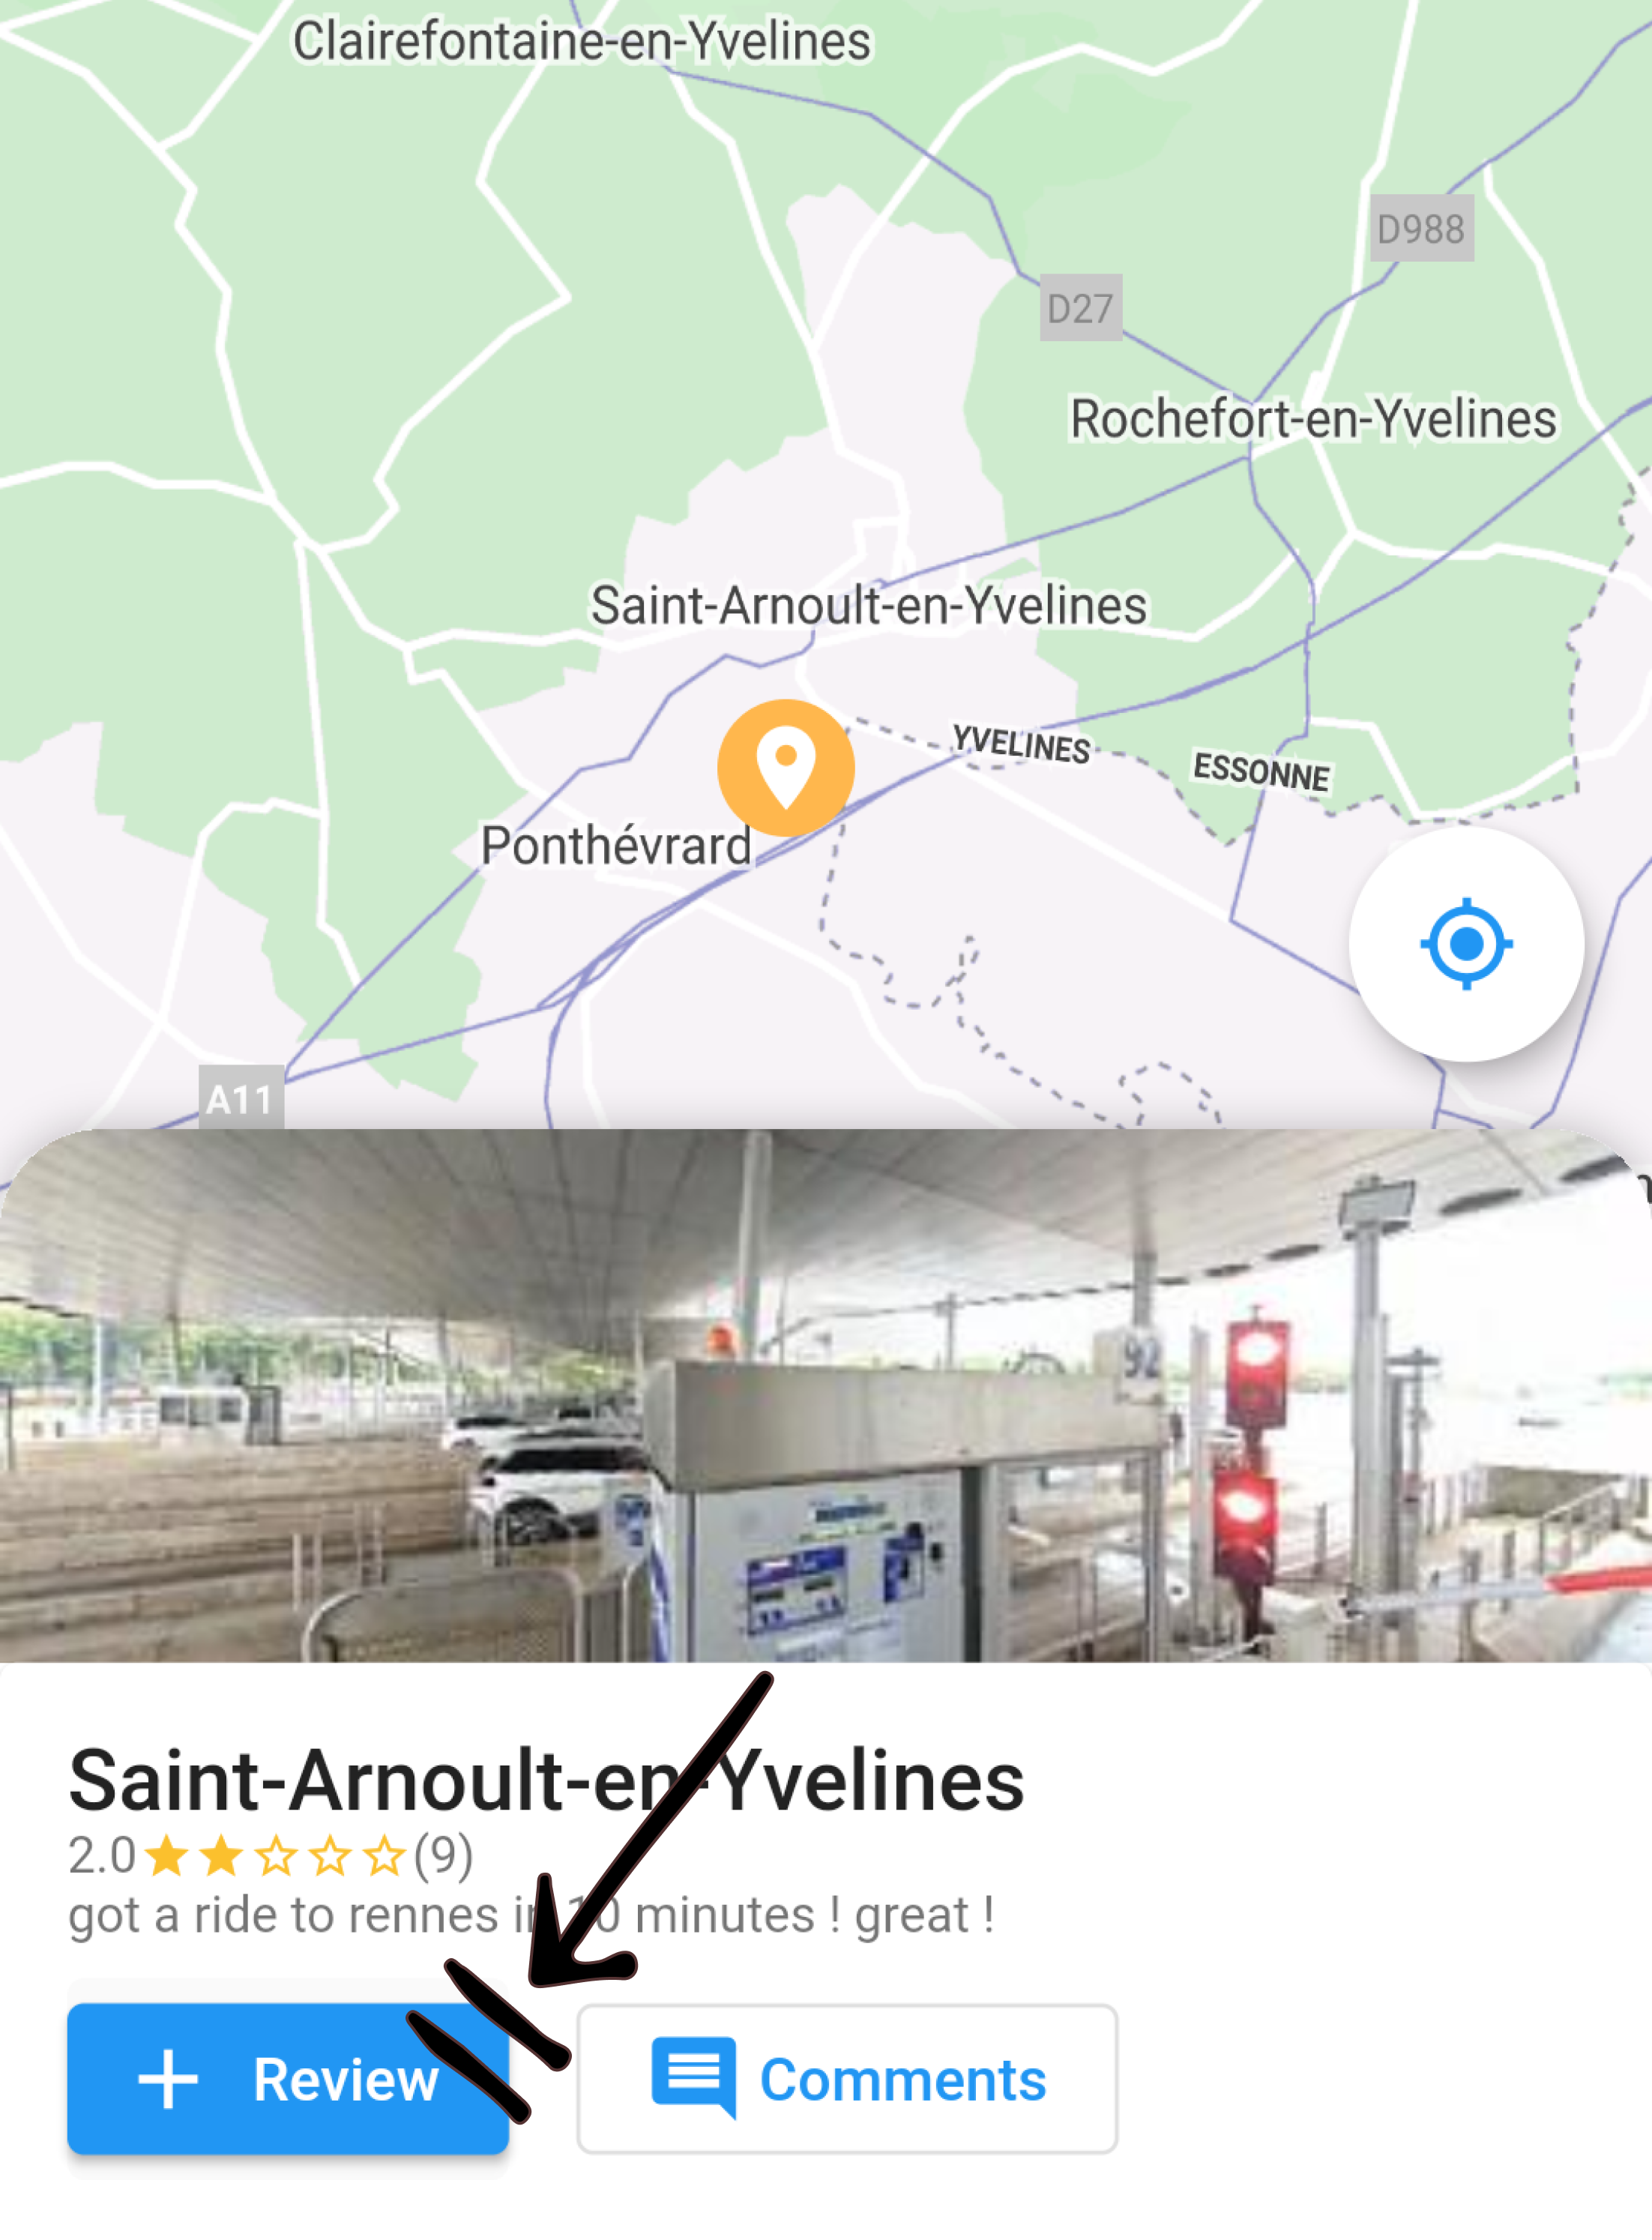 Clairefontaine-en-Yvelines
D988
D27
Rochefort-en-Yvelines
Saint-Arnoult-en-Yvelines
YVELINES
ESSONNE
Ponthévrard
A11
92
Saint-Arnoult-en-Yvelines
2.0 (9)
got a ride to rennes in 10 minutes ! great !
+ Review
Comments